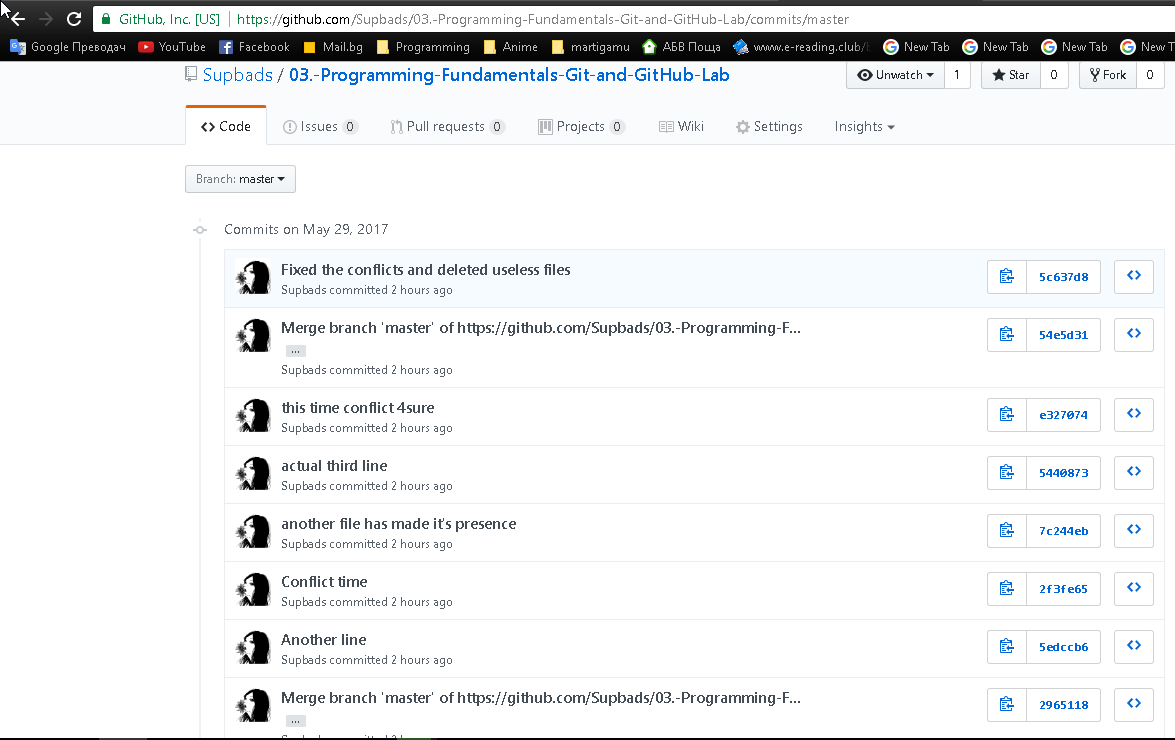 GitHub, Inc. [US] https://github.com/Supbads/03.-Programming-Fundamentals-Git-and-GitHub-Lab/commits/master
Google Преводач YouTube Facebook Mail.bg Programming Anime martigamu АБВ Поща www.e-reading.club/ New Tab New Tab New Tab New T
Supbads / 03.-Programming-Fundamentals-Git-and-GitHub-Lab Unwatch 1 Star 0 Fork 0
Code Issues 0 Pull requests 0 Projects 0 Wiki Settings Insights
Branch: master
Commits on May 29, 2017
Fixed the conflicts and deleted useless files
Supbads committed 2 hours ago
5c637d8
Merge branch 'master' of https://github.com/Supbads/03.-Programming-F...
...
Supbads committed 2 hours ago
54e5d31
this time conflict 4sure
Supbads committed 2 hours ago
e327074
actual third line
Supbads committed 2 hours ago
5440873
another file has made it's presence
Supbads committed 2 hours ago
7c244eb
Conflict time
Supbads committed 2 hours ago
2f3fe65
Another line
Supbads committed 2 hours ago
5edccb6
Merge branch 'master' of https://github.com/Supbads/03.-Programming-F...
...
2965118